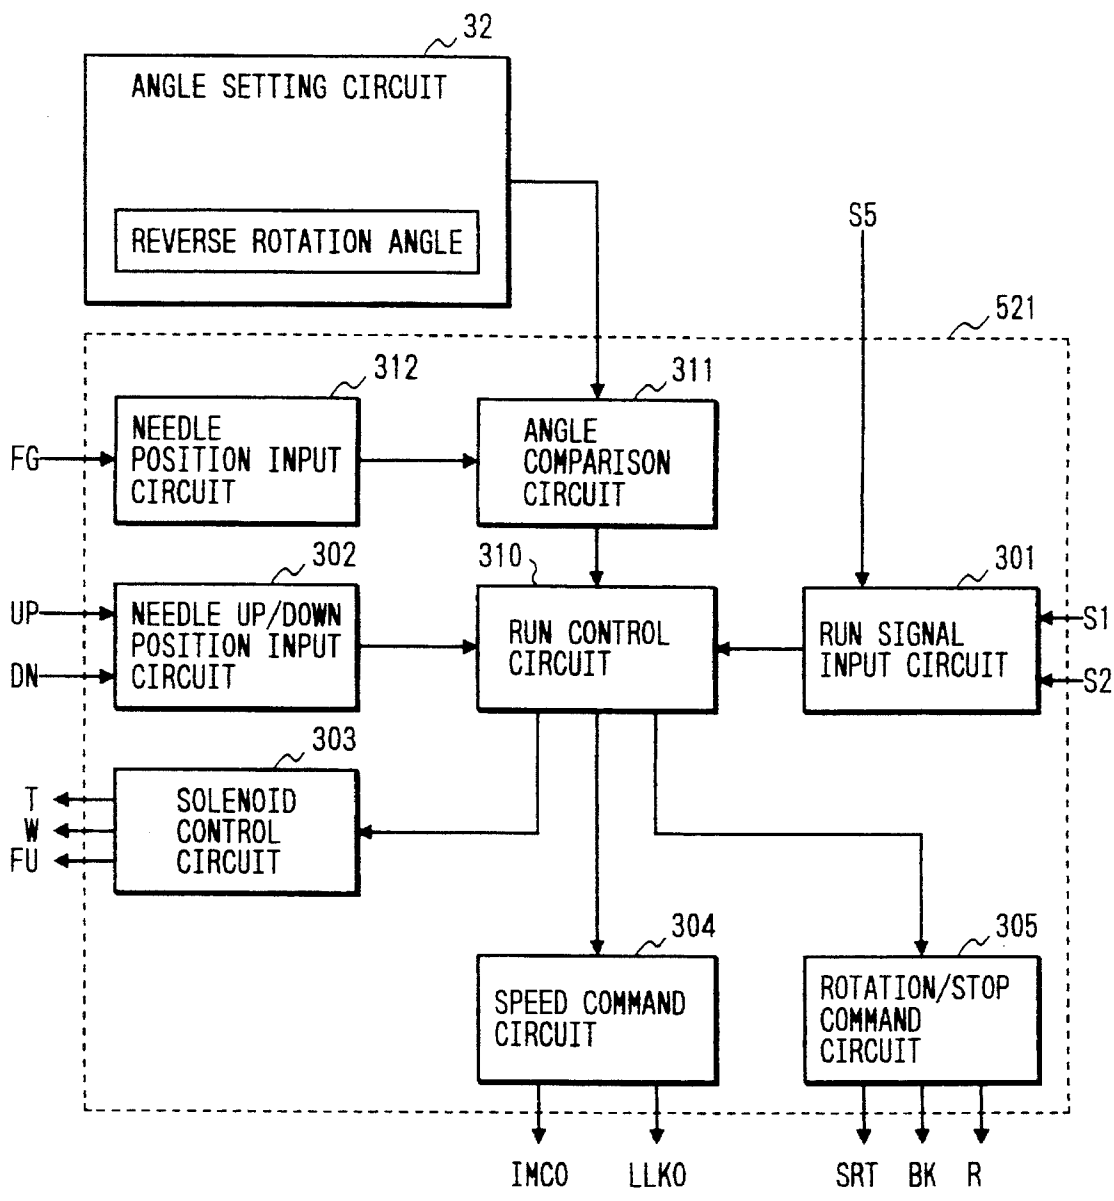 32
ANGLE SETTING CIRCUIT
REVERSE ROTATION ANGLE
S5
521
312
311
NEEDLE
POSITION INPUT
CIRCUIT
ANGLE
COMPARISON
CIRCUIT
FG
302
310
301
UP
DN
NEEDLE UP/DOWN
POSITION INPUT
CIRCUIT
RUN CONTROL
CIRCUIT
RUN SIGNAL
INPUT CIRCUIT
S1
S2
303
T
W
FU
SOLENOID
CONTROL
CIRCUIT
304
305
SPEED COMMAND
CIRCUIT
ROTATION/STOP
COMMAND
CIRCUIT
IMCO
LLKO
SRT
BK
R